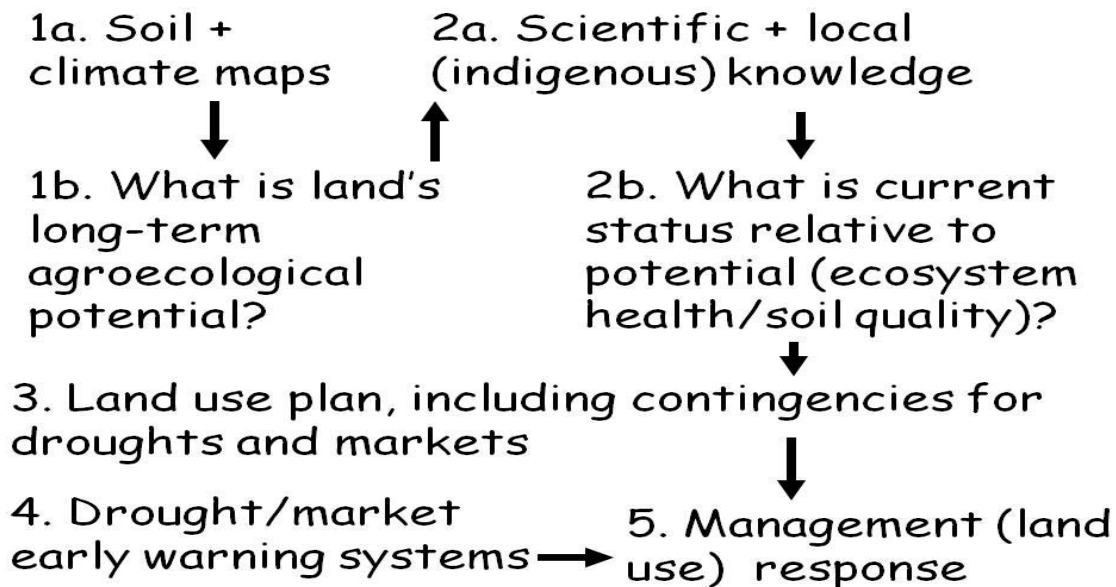 1a. Soil +
climate maps
2a. Scientific + local
(indigenous) knowledge
1b. What is land's
long-term
agroecological
potential?
2b. What is current
status relative to
potential (ecosystem
health/soil quality)?
3. Land use plan, including contingencies for
droughts and markets
4. Drought/market
early warning systems
5. Management (land
use) response